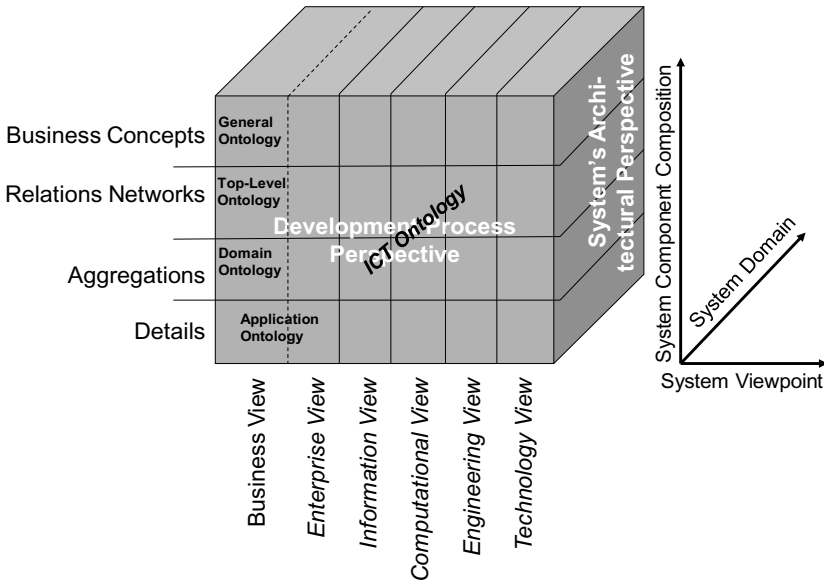 Business Concepts
Relations Networks
Aggregations
Details
General
Ontology
Top-Level
Ontology
Domain
Ontology
Application
Ontology
Development Process
Perspective
ICT Ontology
System's Archi-
tectural Perspective
Business View
Enterprise View
Information View
Computational View
Engineering View
Technology View
System Component Composition
System Domain
System Viewpoint